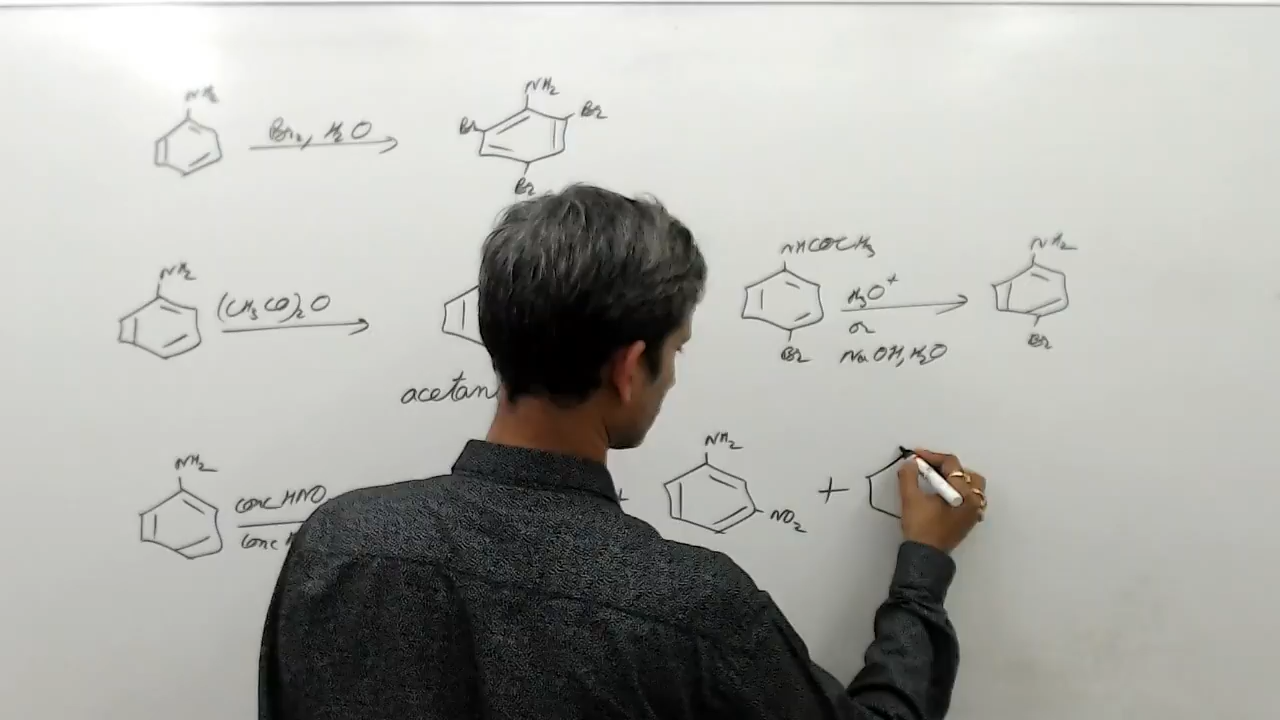 NH2
Br2, H2O
NH2
Br
Br
Br
NH2
(CH3CO)2O
NHCOCH3
Br
H3O+
or
NaOH, H2O
NH2
Br
NH2
conc HNO
conc
+
NH2
NO2
+